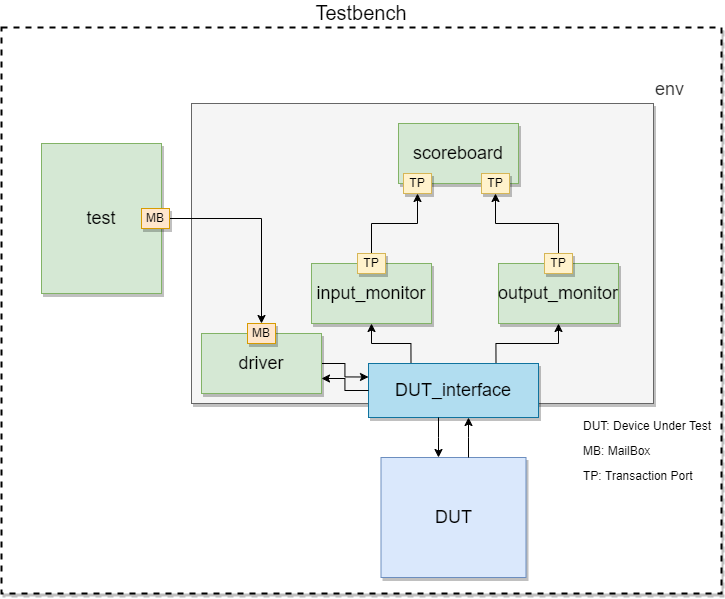 Testbench
env
scoreboard
TP
TP
test
MB
TP
TP
input_monitor
output_monitor
MB
driver
DUT_interface
DUT: Device Under Test
MB: MailBox
TP: Transaction Port
DUT